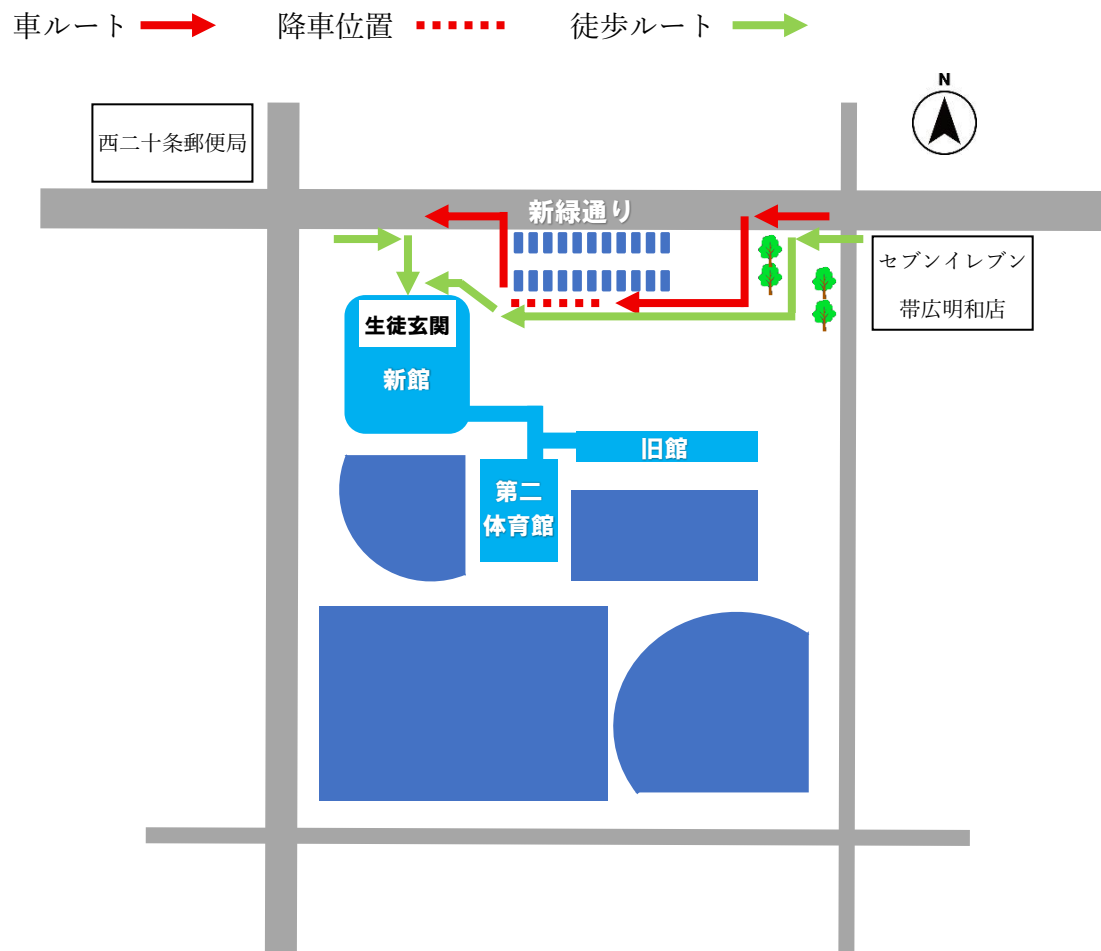 車ルート 降車位置 徒歩ルート
N
西二十条郵便局
新緑通り
セブンイレブン
帯広明和店
生徒玄関
新館
旧館
第二
体育館